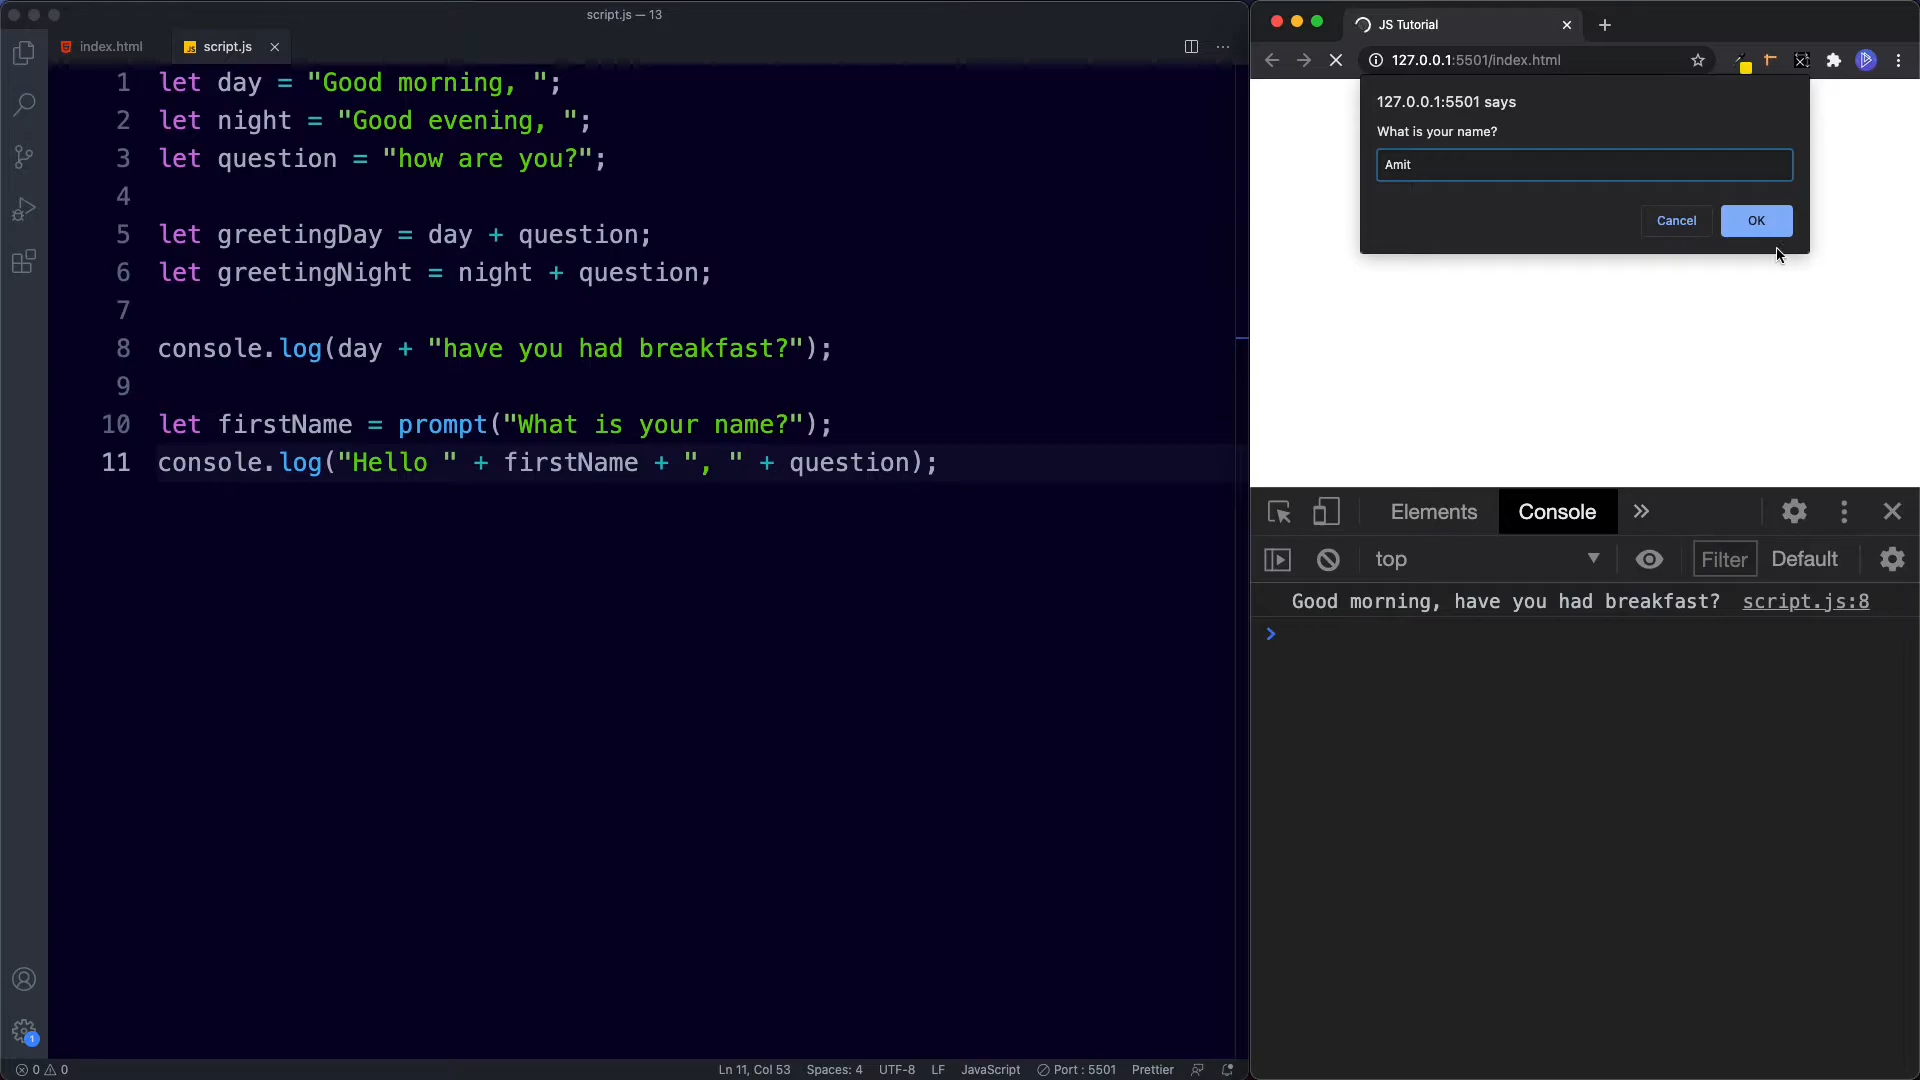 script.js — 13
index.html
script.js
1 let day = "Good morning, ";
2 let night = "Good evening, ";
3 let question = "how are you?";
4
5 let greetingDay = day + question;
6 let greetingNight = night + question;
7
8 console.log(day + "have you had breakfast?");
9
10 let firstName = prompt("What is your name?");
11 console.log("Hello " + firstName + ", " + question);
1
0 0
Ln 11, Col 53
Spaces: 4
UTF-8
LF
JavaScript
Port : 5501
Prettier
JS Tutorial
127.0.0.1:5501/index.html
127.0.0.1:5501 says
What is your name?
Amit
Cancel
OK
Elements
Console
top
Filter
Default
Good morning, have you had breakfast? script.js:8